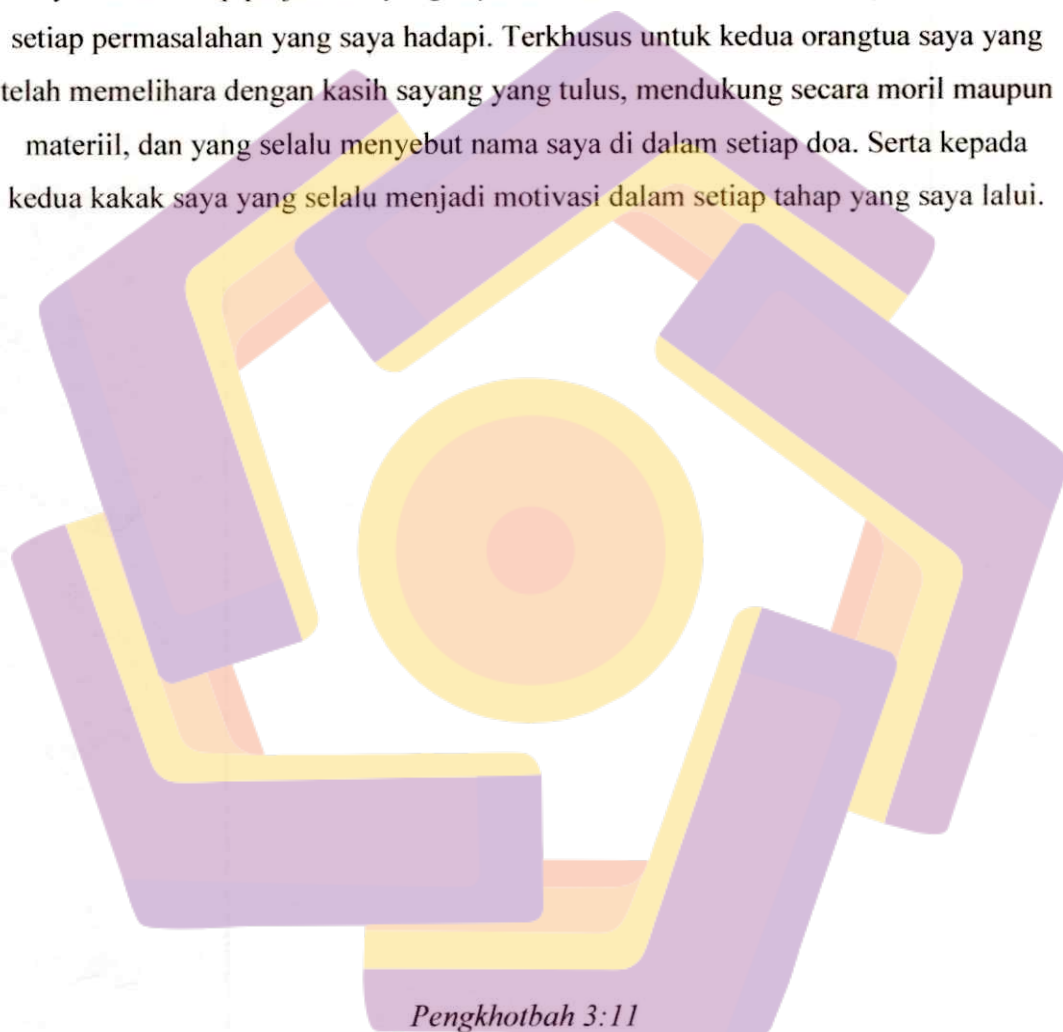 setiap permasalahan yang saya hadapi. Terkhusus untuk kedua orangtua saya yang
telah memelihara dengan kasih sayang yang tulus, mendukung secara moril maupun
materiil, dan yang selalu menyebut nama saya di dalam setiap doa. Serta kepada
kedua kakak saya yang selalu menjadi motivasi dalam setiap tahap yang saya lalui.
Pengkhotbah 3:11